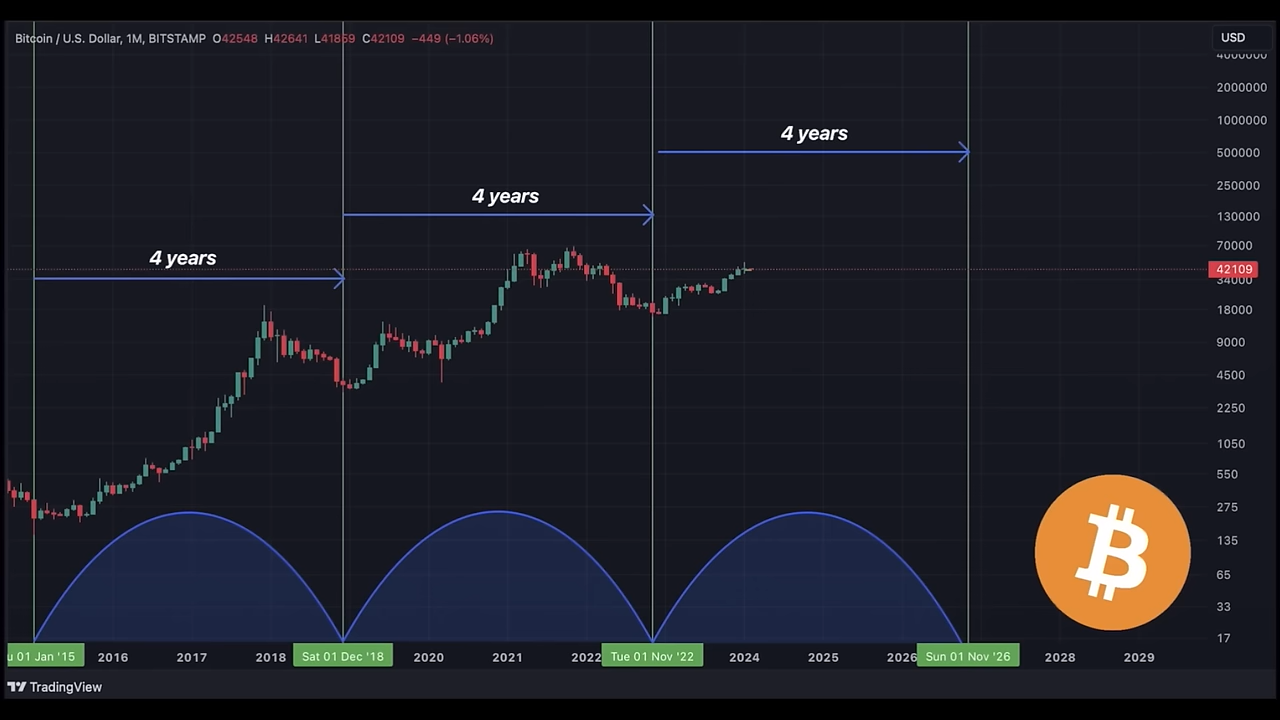 Bitcoin / U.S. Dollar, 1M, BITSTAMP O42548 H42641 L41859 C42109 −449 (−1.06%)
USD
4000000
2000000
1000000
4 years
500000
250000
4 years
130000
70000
4 years
42109
34000
18000
9000
4500
2250
1050
550
275
135
65
33
17
u 01 Jan '15 2016 2017 2018 Sat 01 Dec '18 2020 2021 2022 Tue 01 Nov '22 2024 2025 2026 Sun 01 Nov '26 2028 2029
TradingView